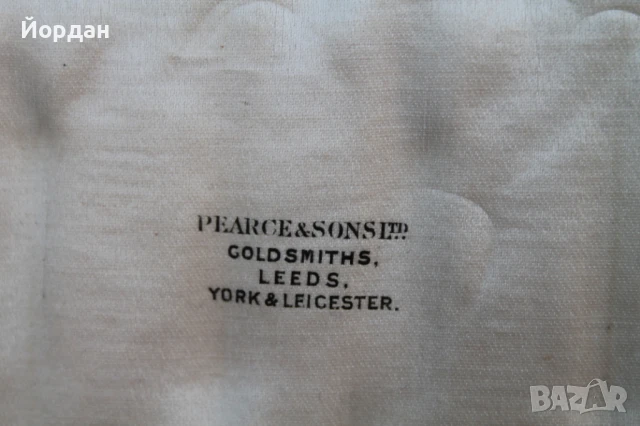 Йордан
PEARCE & SONS LTD.
GOLDSMITHS,
LEEDS,
YORK & LEICESTER.
BAZAR